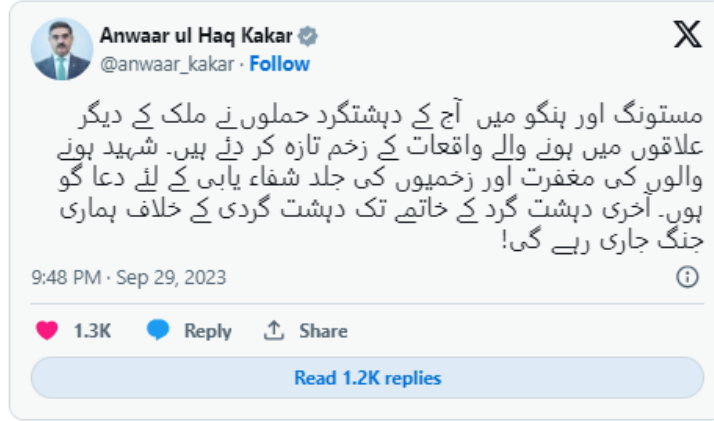 Anwaar ul Haq Kakar
@anwaar_kakar · Follow
مستونگ اور ہنگو میں آج کے دہشتگرد حملوں نے ملک کے دیگر
علاقوں میں ہونے والے واقعات کے زخم تازہ کر دئے ہیں۔ شہید ہونے
والوں کی مغفرت اور زخمیوں کی جلد شفاء یابی کے لئے دعا گو
ہوں۔ آخری دہشت گرد کے خاتمے تک دہشت گردی کے خلاف ہماری
جنگ جاری رہے گی!
9:48 PM · Sep 29, 2023
1.3K Reply Share
Read 1.2K replies